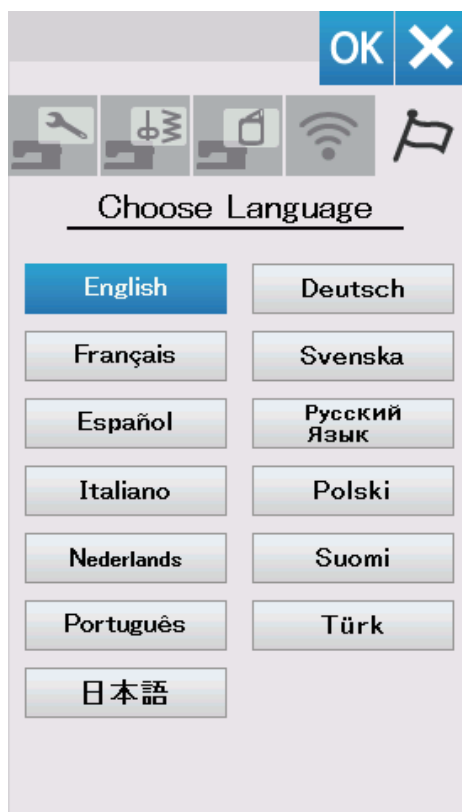 OK
Choose Language
English
Deutsch
Français
Svenska
Español
Русский
Язык
Italiano
Polski
Nederlands
Suomi
Português
Türk
日本語